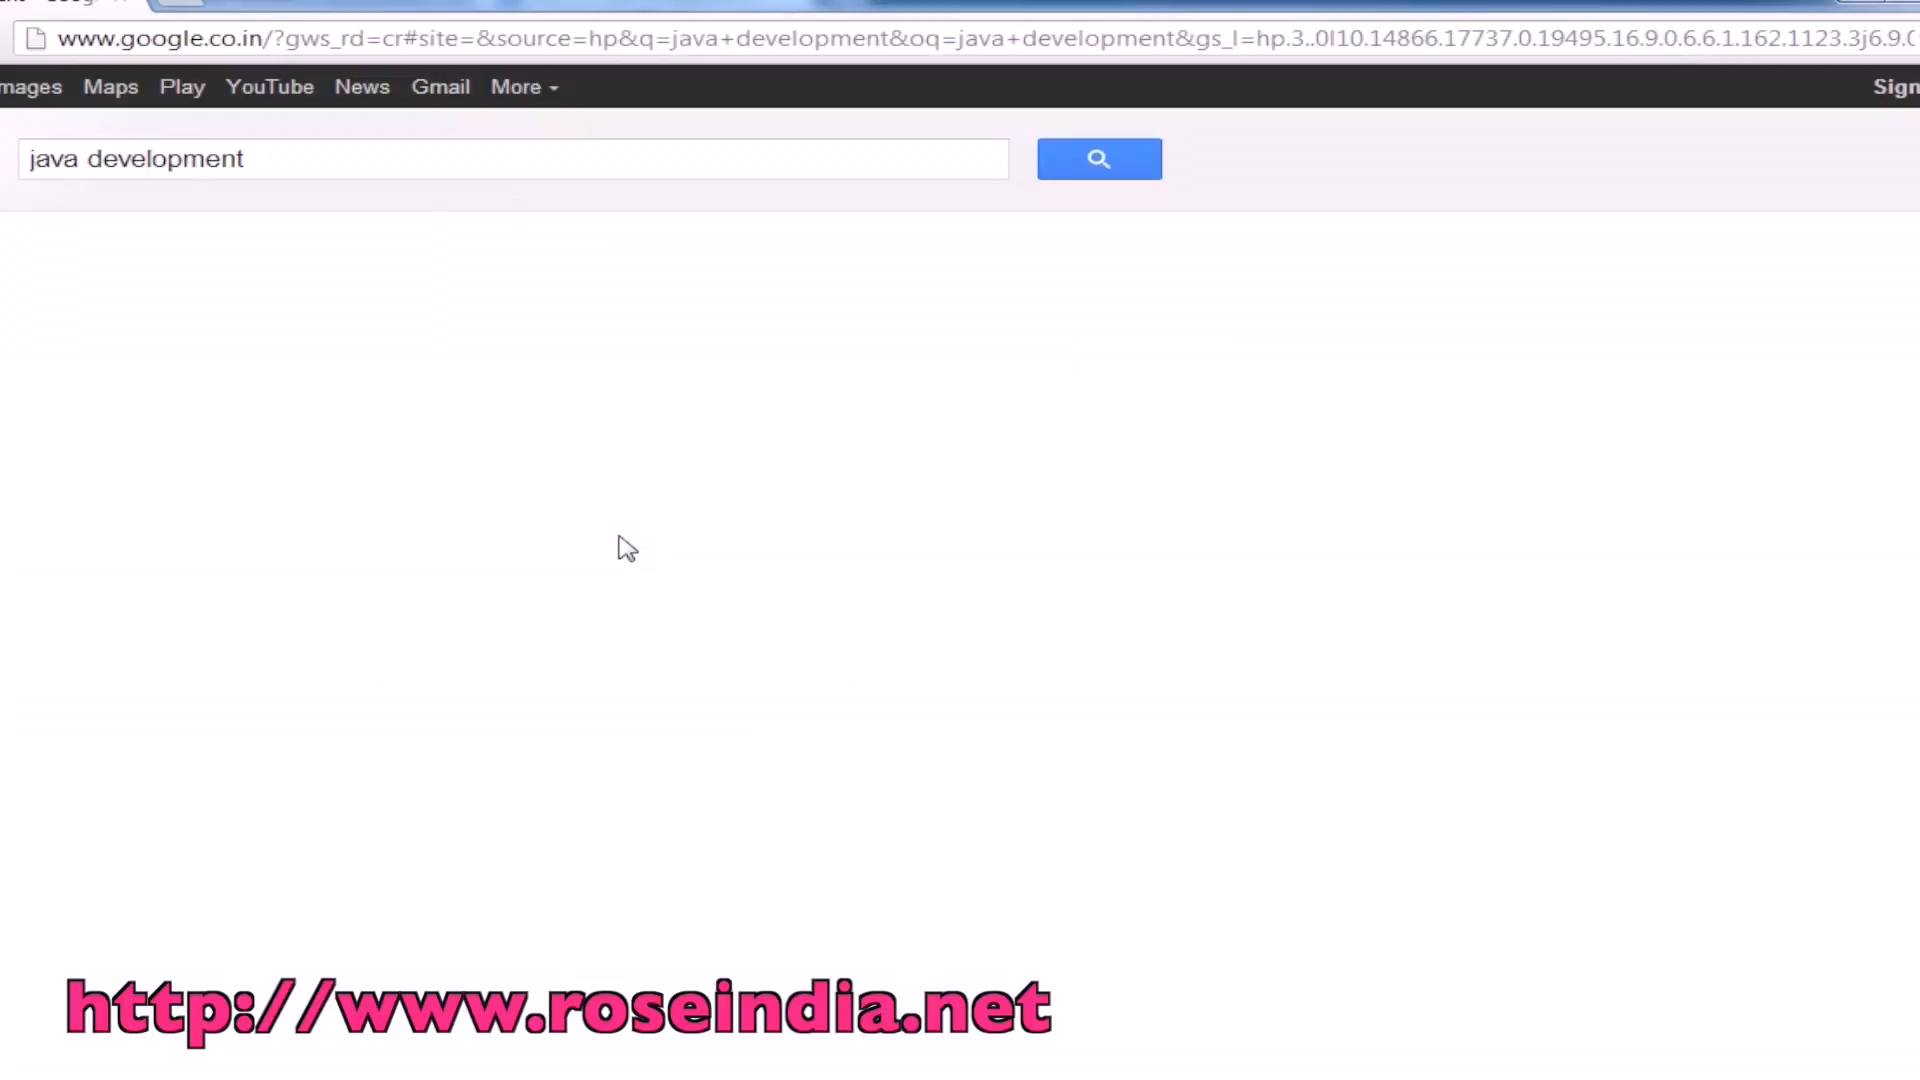 www.google.co.in/?gws_rd=cr#site=&source=hp&q=java+development&oq=java+development&gs_l=hp.3..0l10.14866.17737.0.19495.16.9.0.6.6.1.162.1123.3j6.9.0
mages Maps Play YouTube News Gmail More Sign
java development
http://www.roseindia.net